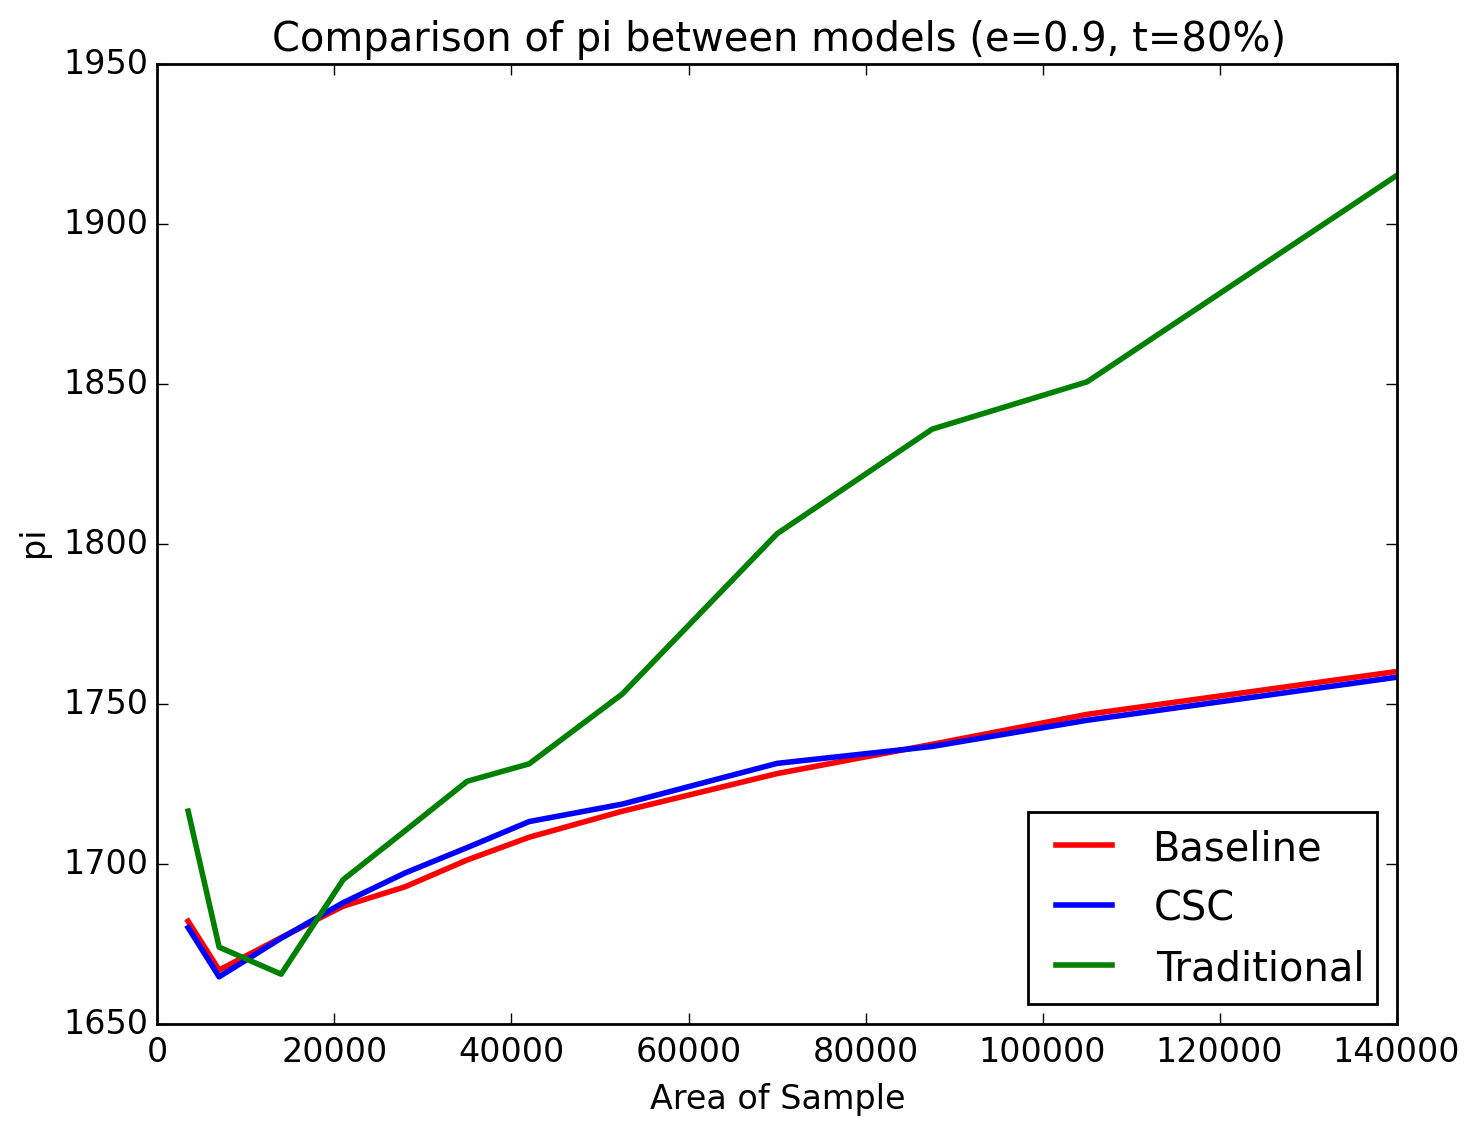 Comparison of pi between models (e=0.9, t=80%)
1950
1900
1850
1800
1750
1700
1650
pi
0 20000 40000 60000 80000 100000 120000 140000
Area of Sample
Baseline
CSC
Traditional